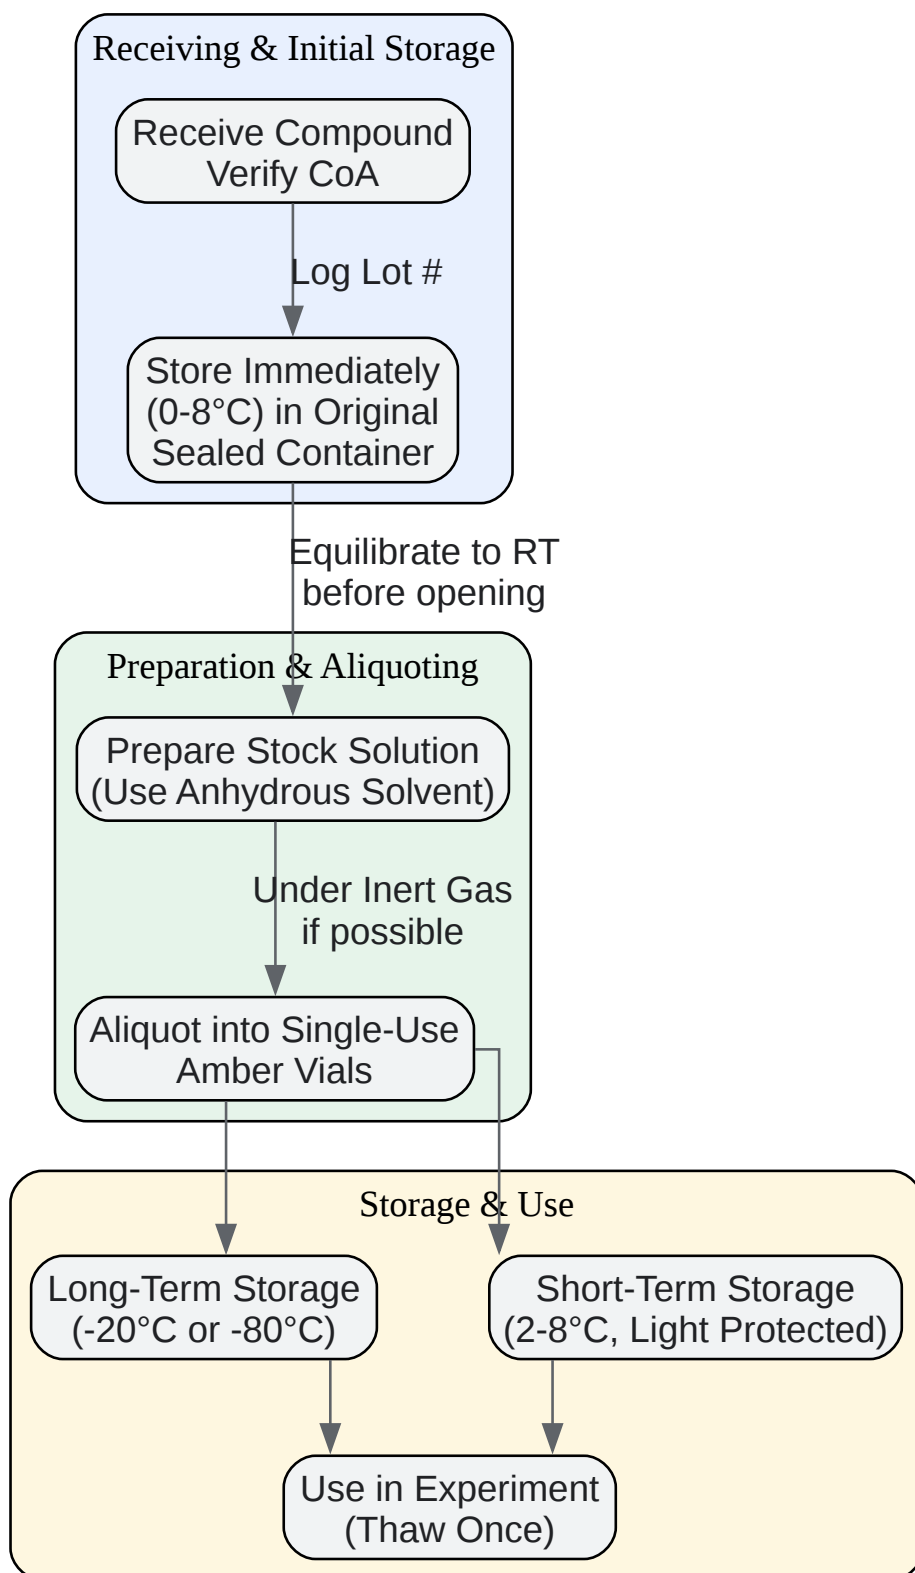 Receiving & Initial Storage
Receive Compound
Verify CoA
Log Lot #
Store Immediately
(0-8°C) in Original
Sealed Container
Equilibrate to RT
before opening
Preparation & Aliquoting
Prepare Stock Solution
(Use Anhydrous Solvent)
Under Inert Gas
if possible
Aliquot into Single-Use
Amber Vials
Storage & Use
Long-Term Storage
(-20°C or -80°C)
Short-Term Storage
(2-8°C, Light Protected)
Use in Experiment
(Thaw Once)